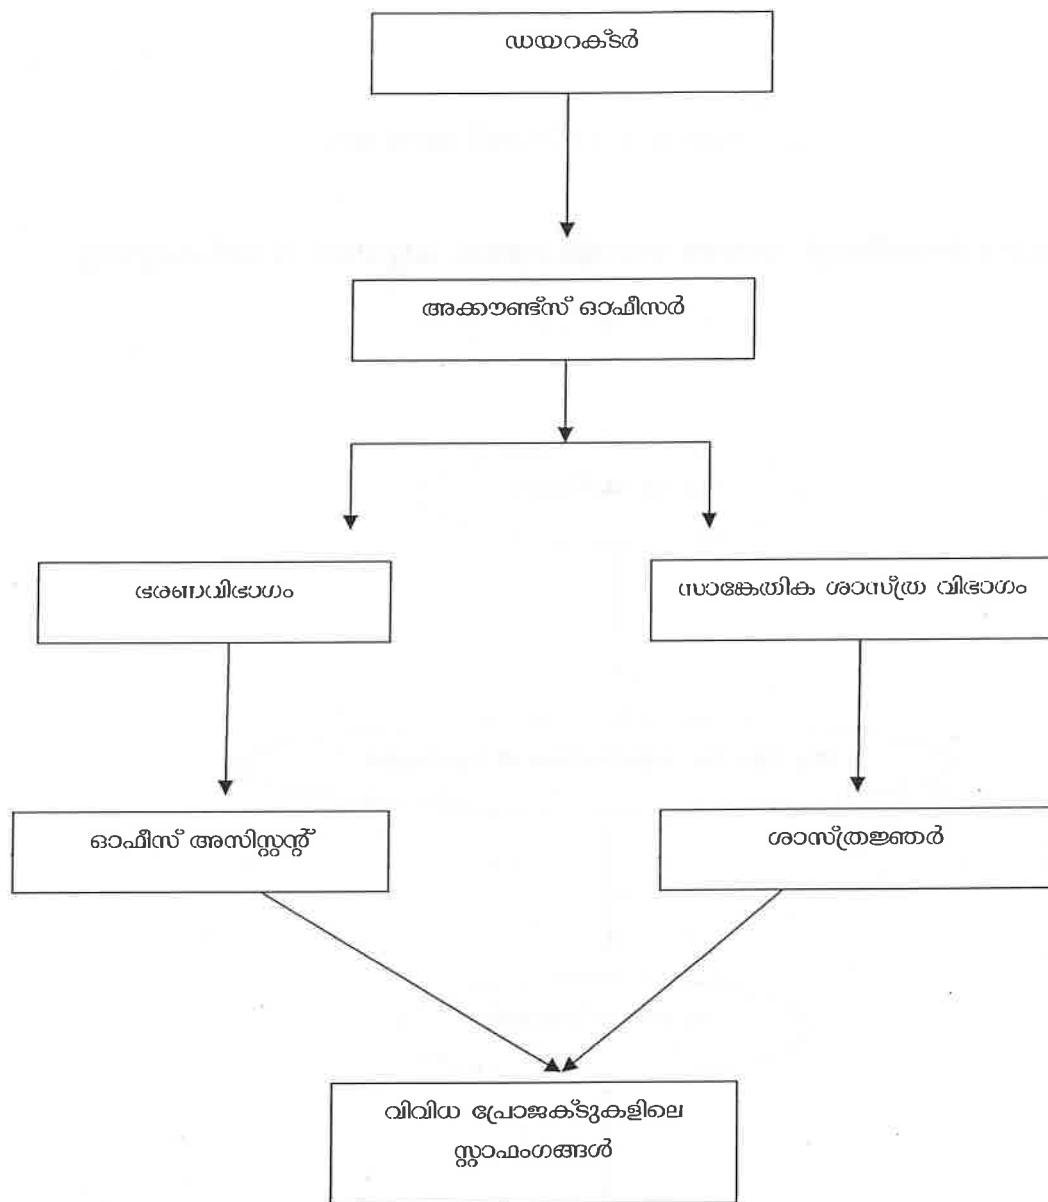 ഡയറക്ടർ
അക്കൗണ്ട്സ് ഓഫീസർ
ഭരണവിഭാഗം
സാങ്കേതിക ശാസ്ത്ര വിഭാഗം
ഓഫീസ് അസിസ്റ്റന്റ്
ശാസ്ത്രജ്ഞർ
വിവിധ പ്രോജക്ടുകളിലെ
സ്റ്റാഫംഗങ്ങൾ